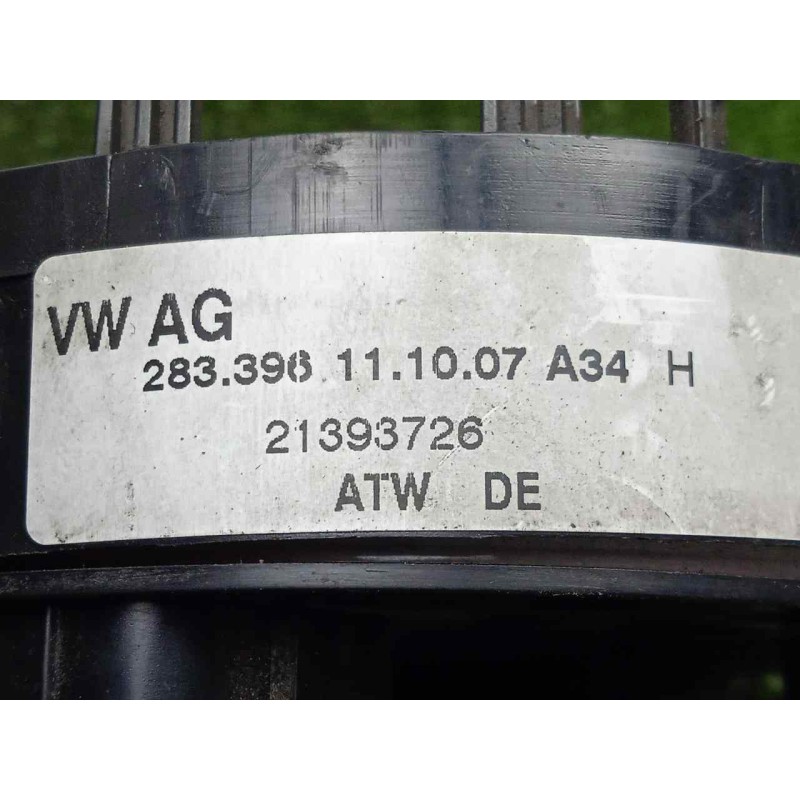 VW AG
283.396 11.10.07 A34 H
21393726
ATW DE